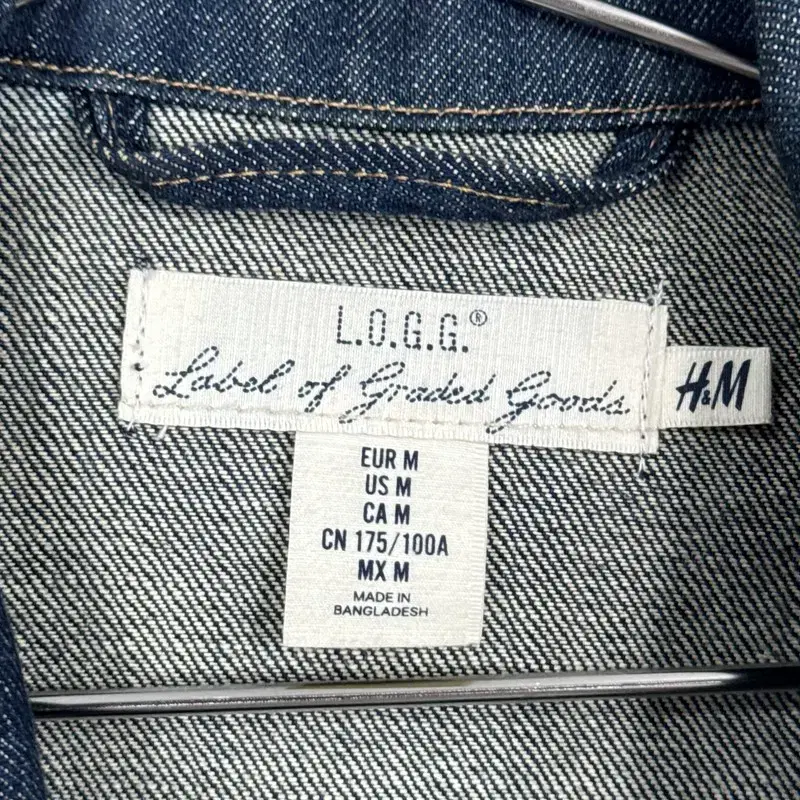 L.O.G.G.®
Label of Graded Goods
H&M
EUR M
US M
CA M
CN 175/100A
MX M
MADE IN
BANGLADESH